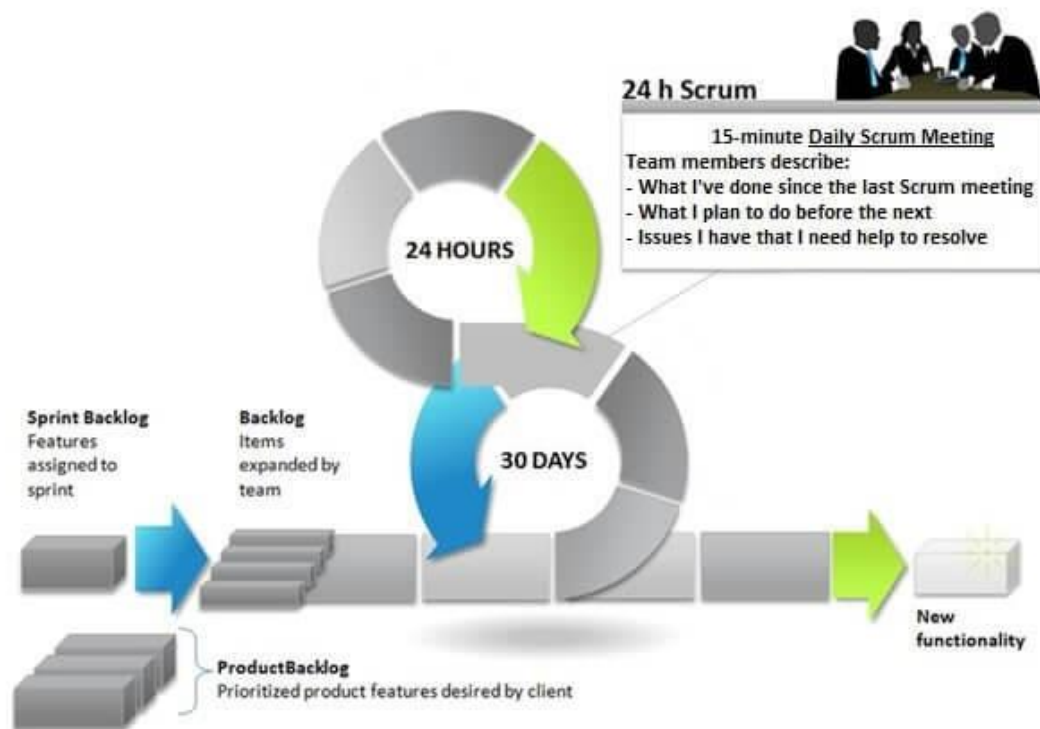 24 h Scrum
15-minute Daily Scrum Meeting
Team members describe:
- What I've done since the last Scrum meeting
- What I plan to do before the next
- Issues I have that I need help to resolve
24 HOURS
30 DAYS
Sprint Backlog
Features
assigned to
sprint
Backlog
Items
expanded by
team
New
functionality
ProductBacklog
Prioritized product features desired by client